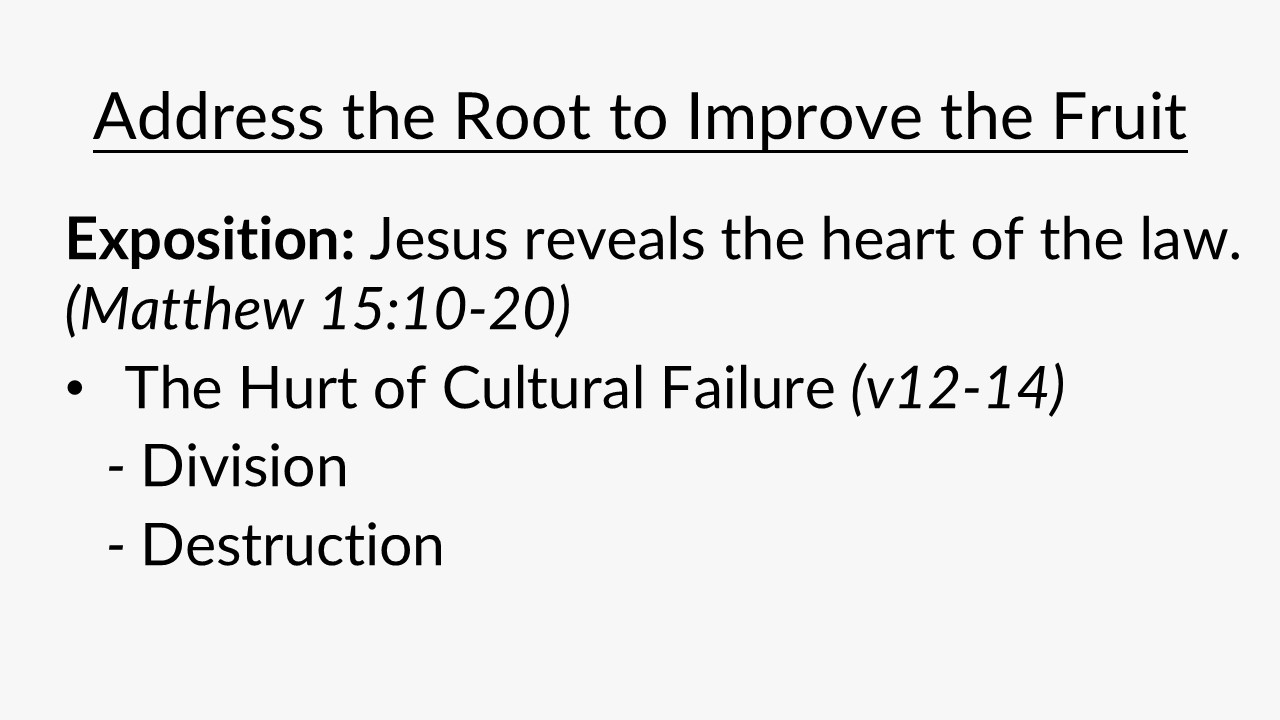 Address the Root to Improve the Fruit
Exposition: Jesus reveals the heart of the law.
(Matthew 15:10-20)
• The Hurt of Cultural Failure (v12-14)
- Division
- Destruction